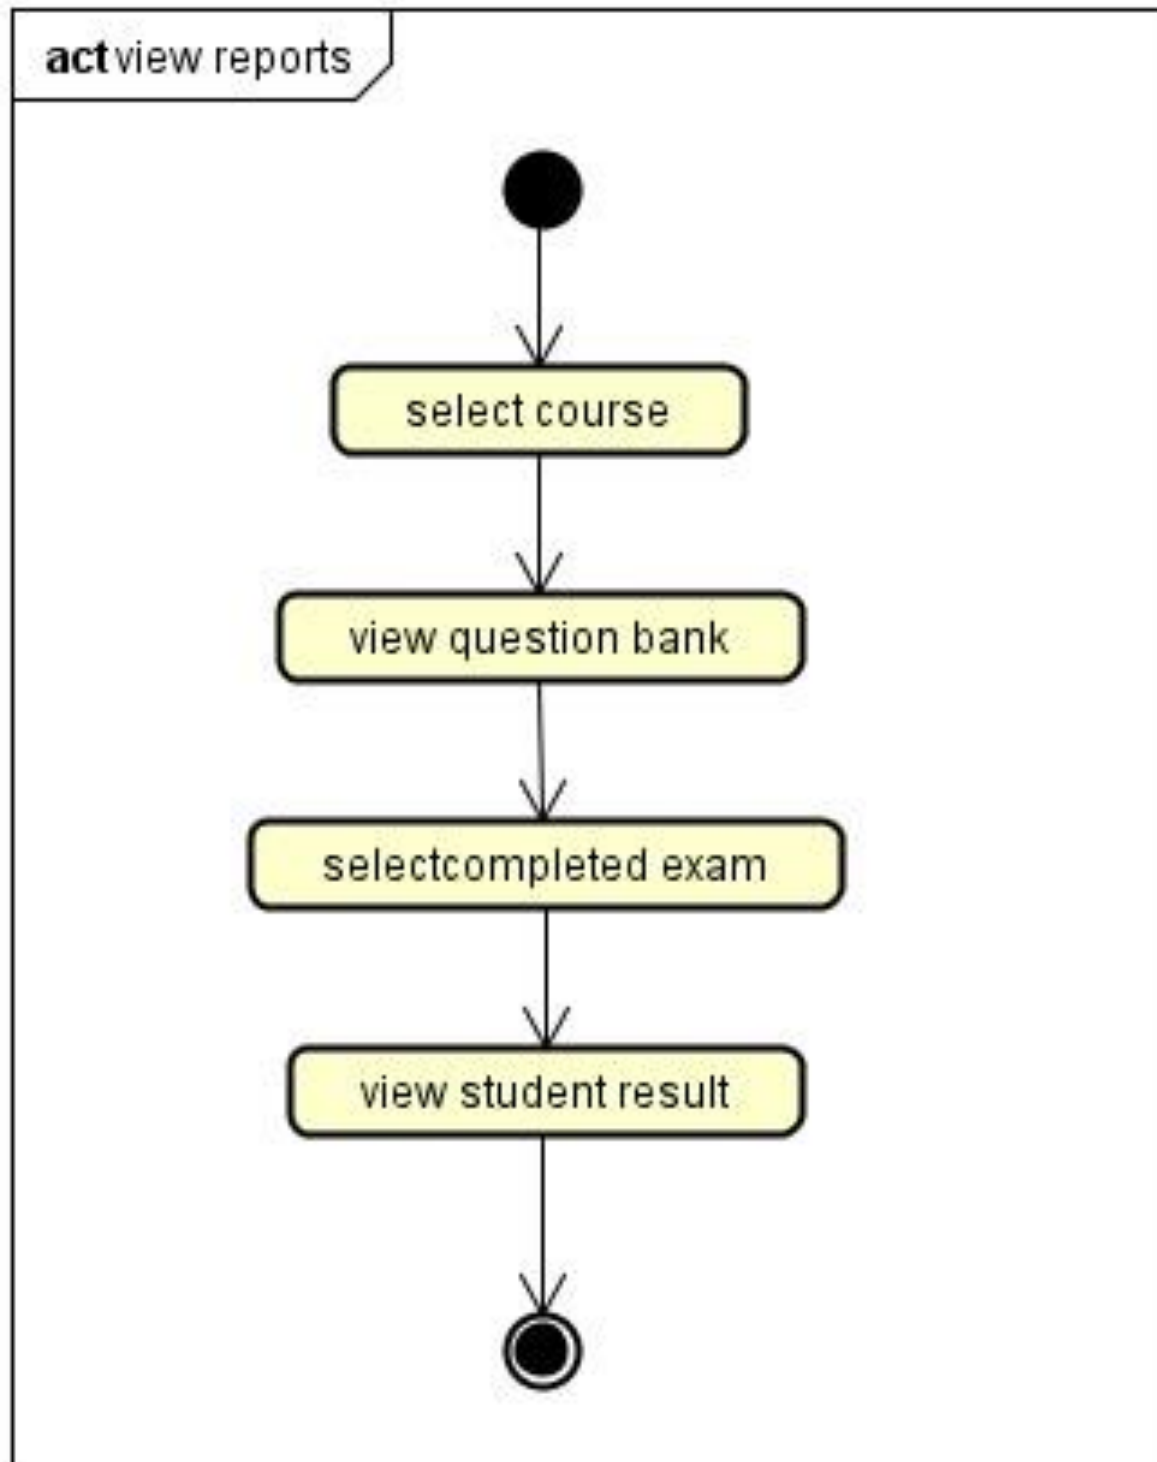 act view reports
select course
view question bank
selectcompleted exam
view student result